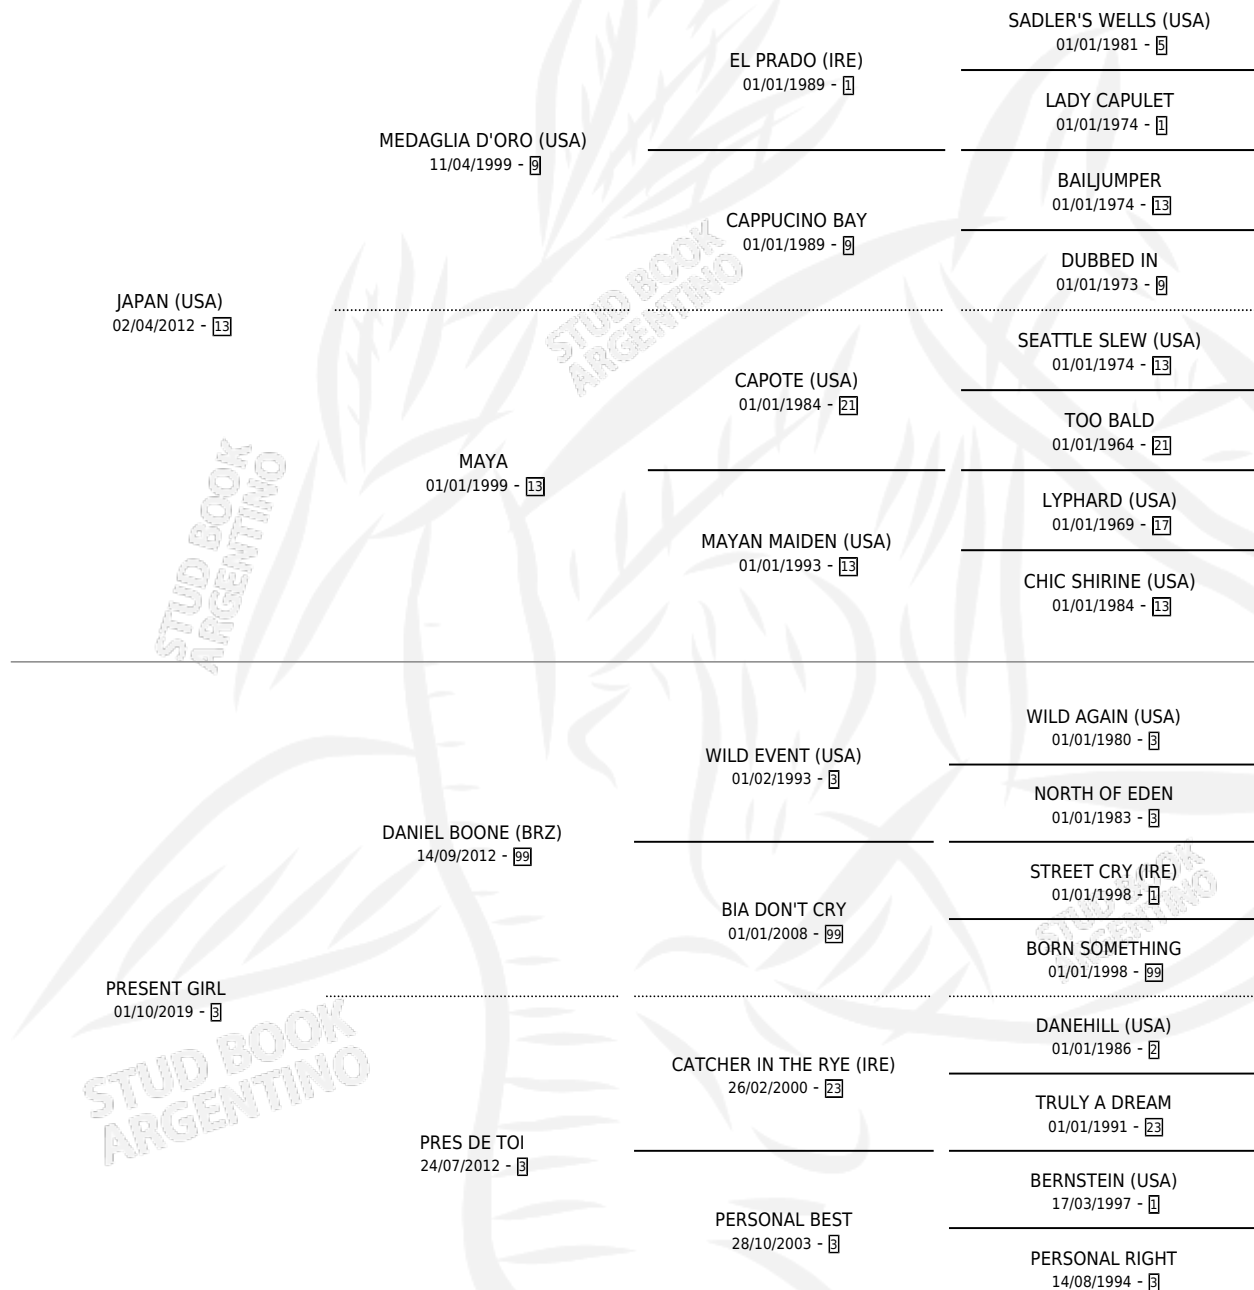 SADLER'S WELLS (USA)
01/01/1981 - 5
EL PRADO (IRE)
01/01/1989 - 1
LADY CAPULET
01/01/1974 - 1
MEDAGLIA D'ORO (USA)
11/04/1999 - 9
BAILJUMPER
01/01/1974 - 13
CAPPUCINO BAY
01/01/1989 - 9
DUBBED IN
01/01/1973 - 9
JAPAN (USA)
02/04/2012 - 13
SEATTLE SLEW (USA)
01/01/1974 - 13
CAPOTE (USA)
01/01/1984 - 21
TOO BALD
01/01/1964 - 21
MAYA
01/01/1999 - 13
LYPHARD (USA)
01/01/1969 - 17
MAYAN MAIDEN (USA)
01/01/1993 - 13
CHIC SHIRINE (USA)
01/01/1984 - 13
WILD AGAIN (USA)
01/01/1980 - 3
WILD EVENT (USA)
01/02/1993 - 3
NORTH OF EDEN
01/01/1983 - 3
DANIEL BOONE (BRZ)
14/09/2012 - 99
STREET CRY (IRE)
01/01/1998 - 1
BIA DON'T CRY
01/01/2008 - 99
BORN SOMETHING
01/01/1998 - 99
PRESENT GIRL
01/10/2019 - 3
DANEHILL (USA)
01/01/1986 - 2
CATCHER IN THE RYE (IRE)
26/02/2000 - 23
TRULY A DREAM
01/01/1991 - 23
PRES DE TOI
24/07/2012 - 3
BERNSTEIN (USA)
17/03/1997 - 1
PERSONAL BEST
28/10/2003 - 3
PERSONAL RIGHT
14/08/1994 - 3
STUD BOOK
ARGENTINO
STUD BOOK
ARGENTINO
STUD BOOK
ARGENTINO
STUD BOOK
ARGENTINO